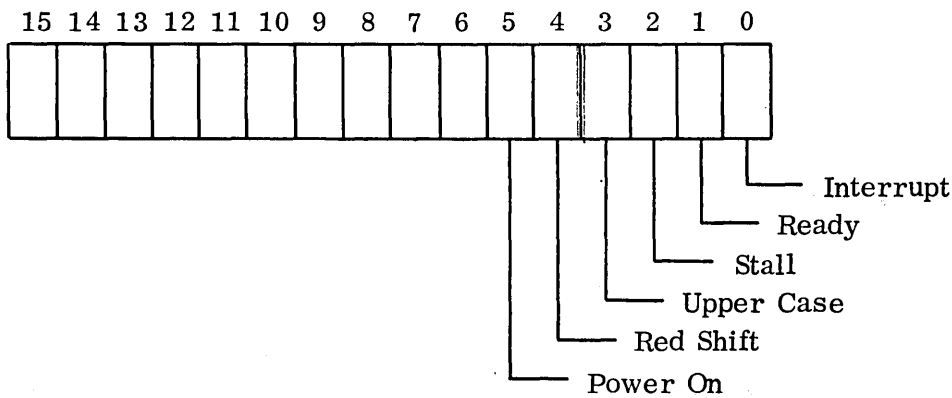 15 14 13 12 11 10 9 8 7 6 5 4 3 2 1 0
Interrupt
Ready
Stall
Upper Case
Red Shift
Power On